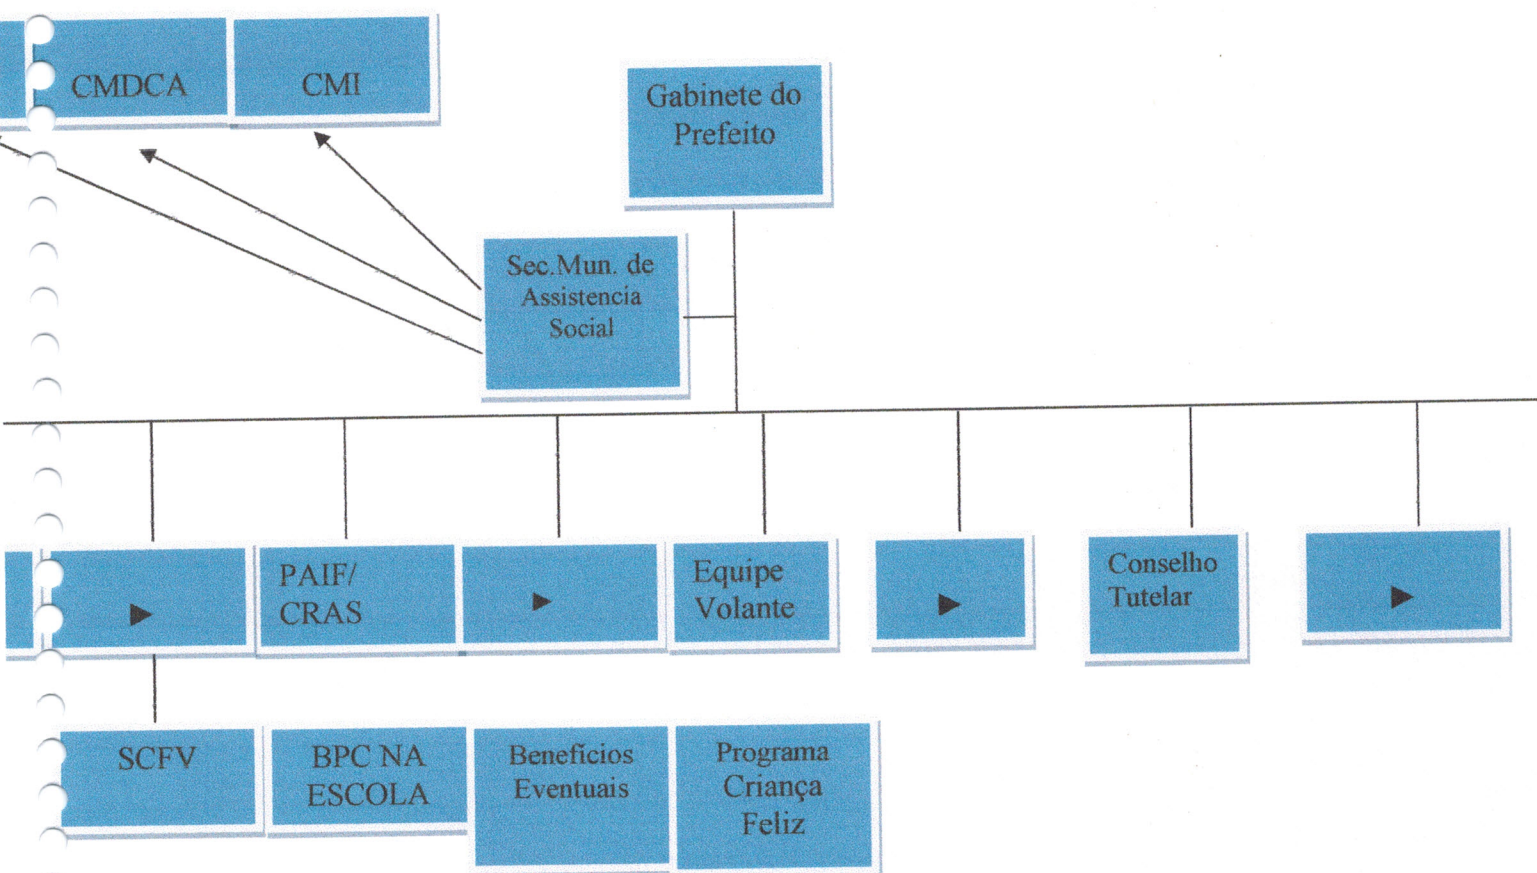 CMDCA
CMI
Gabinete do
Prefeito
Sec.Mun. de
Assistencia
Social
PAIF/
CRAS
Equipe
Volante
Conselho
Tutelar
SCFV
BPC NA
ESCOLA
Benefícios
Eventuais
Programa
Criança
Feliz